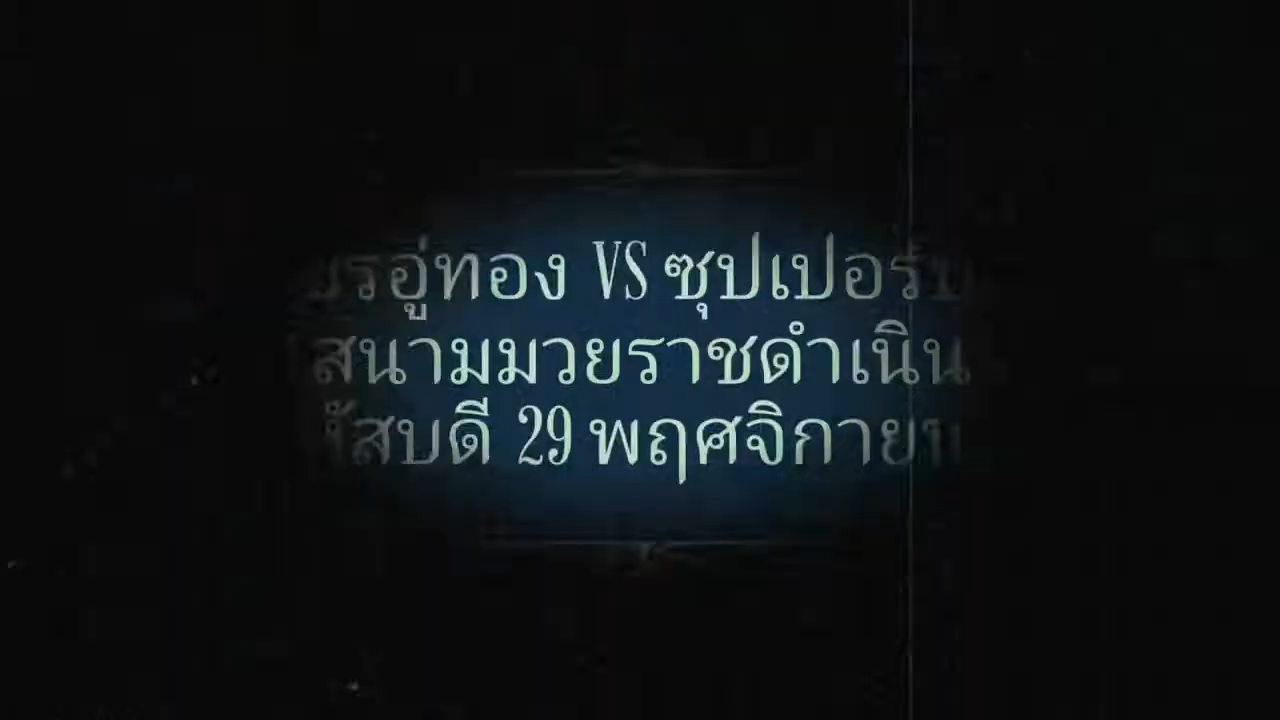 รอู่ทอง VS ซุปเปอร์บ
สนามมวยราชดำเนิน
หัสบดี 29 พฤศจิกายน